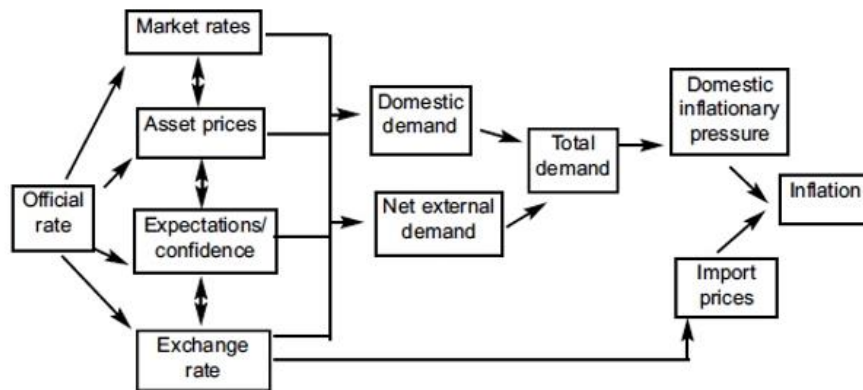 Market rates
Asset prices
Official
rate
Expectations/
confidence
Exchange
rate
Domestic
demand
Net external
demand
Total
demand
Domestic
inflationary
pressure
Inflation
Import
prices